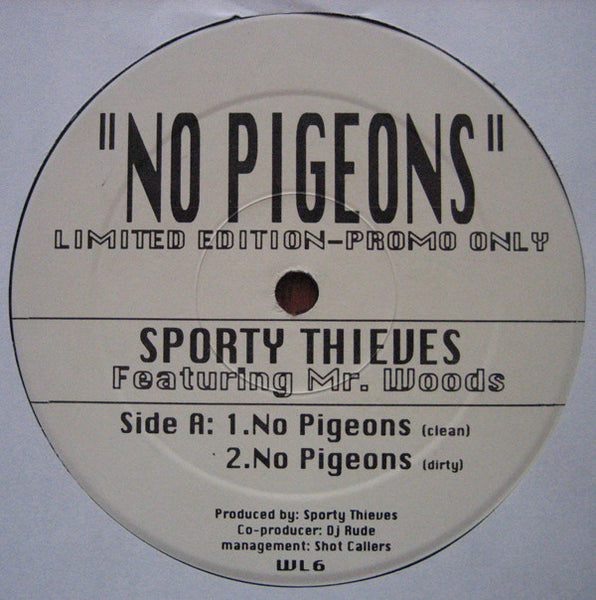 "NO PIGEONS"
LIMITED EDITION-PROMO ONLY
SPORTY THIEVES
Featuring Mr. Woods
Side A: 1.No Pigeons (clean)
2.No Pigeons (dirty)
Produced by: Sporty Thieves
Co-producer: Dj Rude
management: Shot Callers
WL6